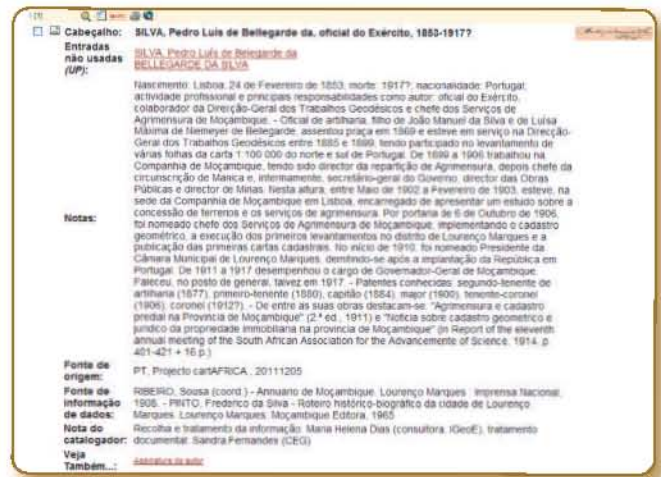 Cabeçalho: SILVA, Pedro Luis de Bellegarde da, oficial do Exército, 1853-1917?
Entradas não usadas (UP): SILVA, Pedro Luis de Belegarde da
BELLEGARDE DA SILVA
Notas: Nascimento: Lisboa, 24 de Fevereiro de 1853, morte: 1917?; nacionalidade: Portugal;
actividade profissional e principais responsabilidades como autor: oficial do Exército,
colaborador da Direcção-Geral dos Trabalhos Geodésicos e chefe dos Serviços de
Agrimensura de Moçambique. - Oficial de artilharia, filho de João Manuel da Silva e de Luísa
Máxima de Niemeyer de Bellegarde, assentou praça em 1869 e esteve em serviço na Direcção-
Geral dos Trabalhos Geodésicos entre 1885 e 1899, tendo participado no levantamento de
várias folhas da carta 1:100 000 do norte e sul de Portugal. De 1899 a 1906 trabalhou na
Companhia de Moçambique, tendo sido director da repartição de Agrimensura, depois chefe da
circunscrição de Manica e, interinamente, secretário-geral do Governo, director das Obras
Públicas e director de Minas. Nesta altura, entre Maio de 1902 a Fevereiro de 1903, esteve, na
sede da Companhia de Moçambique em Lisboa, encarregado de apresentar um estudo sobre a
concessão de terrenos e os serviços de agrimensura. Por portaria de 6 de Outubro de 1906,
foi nomeado chefe dos Serviços de Agrimensura de Moçambique, implementando o cadastro
geométrico, a execução dos primeiros levantamentos no distrito de Lourenço Marques e a
publicação das primeiras cartas cadastrais. No início de 1910, foi nomeado Presidente da
Câmara Municipal de Lourenço Marques, demitindo-se após a implantação da República em
Portugal. De 1911 a 1917 desempenhou o cargo de Governador-Geral de Moçambique.
Faleceu, no posto de general, talvez em 1917. - Patentes conhecidas: segundo-tenente de
artilharia (1877), primeiro-tenente (1880), capitão (1884), major (1900), tenente-coronel
(1906), coronel (1912?). - De entre as suas obras destacam-se: "Agrimensura e cadastro
predial na Província de Moçambique" (2.ª ed., 1911) e "Notícia sobre cadastro geométrico e
jurídico da propriedade imobiliária na província de Moçambique" (in Report of the eleventh
annual meeting of the South African Association for the Advancement of Science. 1914. p.
401-421 + 16 p.)
Fonte de origem: PT, Projecto cartAFRICA, 20111205
Fonte de informação de dados: RIBEIRO, Sousa (coord.) - Annuario de Moçambique. Lourenço Marques : Imprensa Nacional,
1908. - PINTO, Frederico da Silva - Roteiro histórico-biográfico da cidade de Lourenço
Marques. Lourenço Marques: Moçambique Editora, 1965
Nota do catalogador: Recolha e tratamento da informação: Maria Helena Dias (consultora, IGeoE), tratamento
documental: Sandra Fernandes (CEG)
Veja Também...: Assinatura do autor